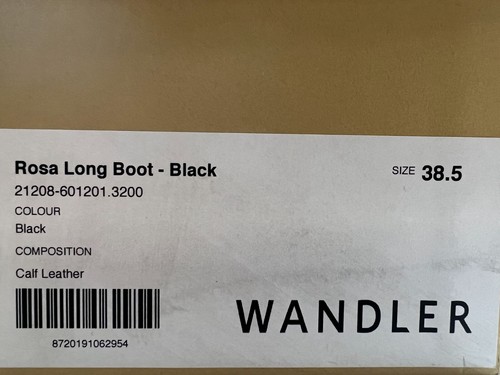 Rosa Long Boot - Black
SIZE 38.5
21208-601201.3200
COLOUR
Black
COMPOSITION
Calf Leather
8720191062954
WANDLER